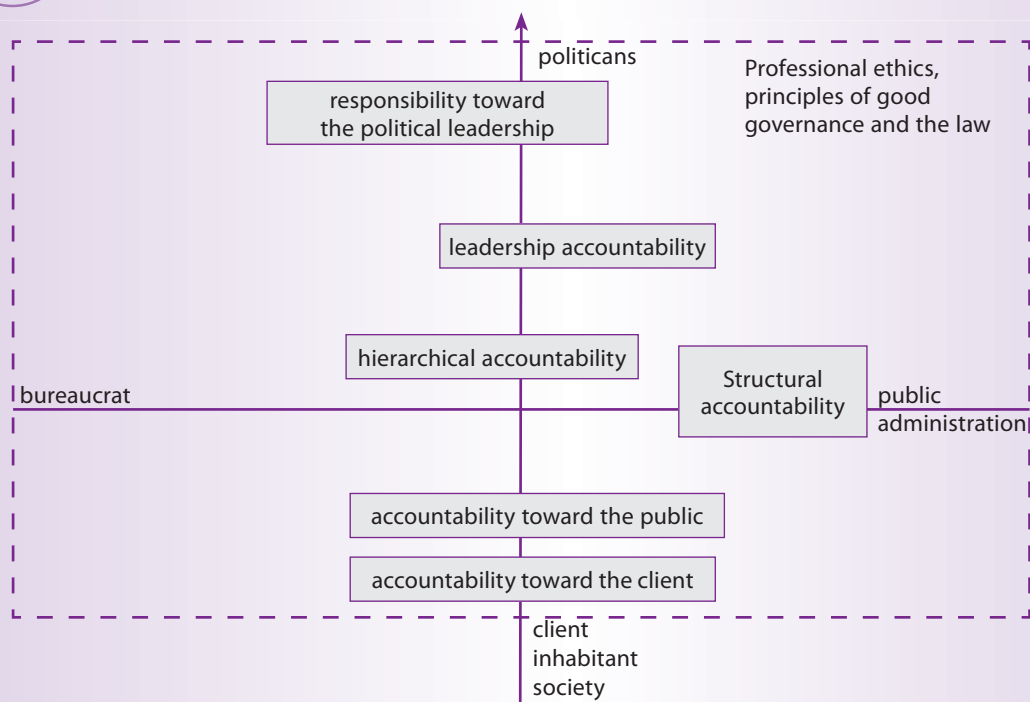 politicans
Professional ethics,
principles of good
governance and the law
responsibility toward
the political leadership
leadership accountability
hierarchical accountability
Structural
accountability
bureaucrat
public
administration
accountability toward the public
accountability toward the client
client
inhabitant
society